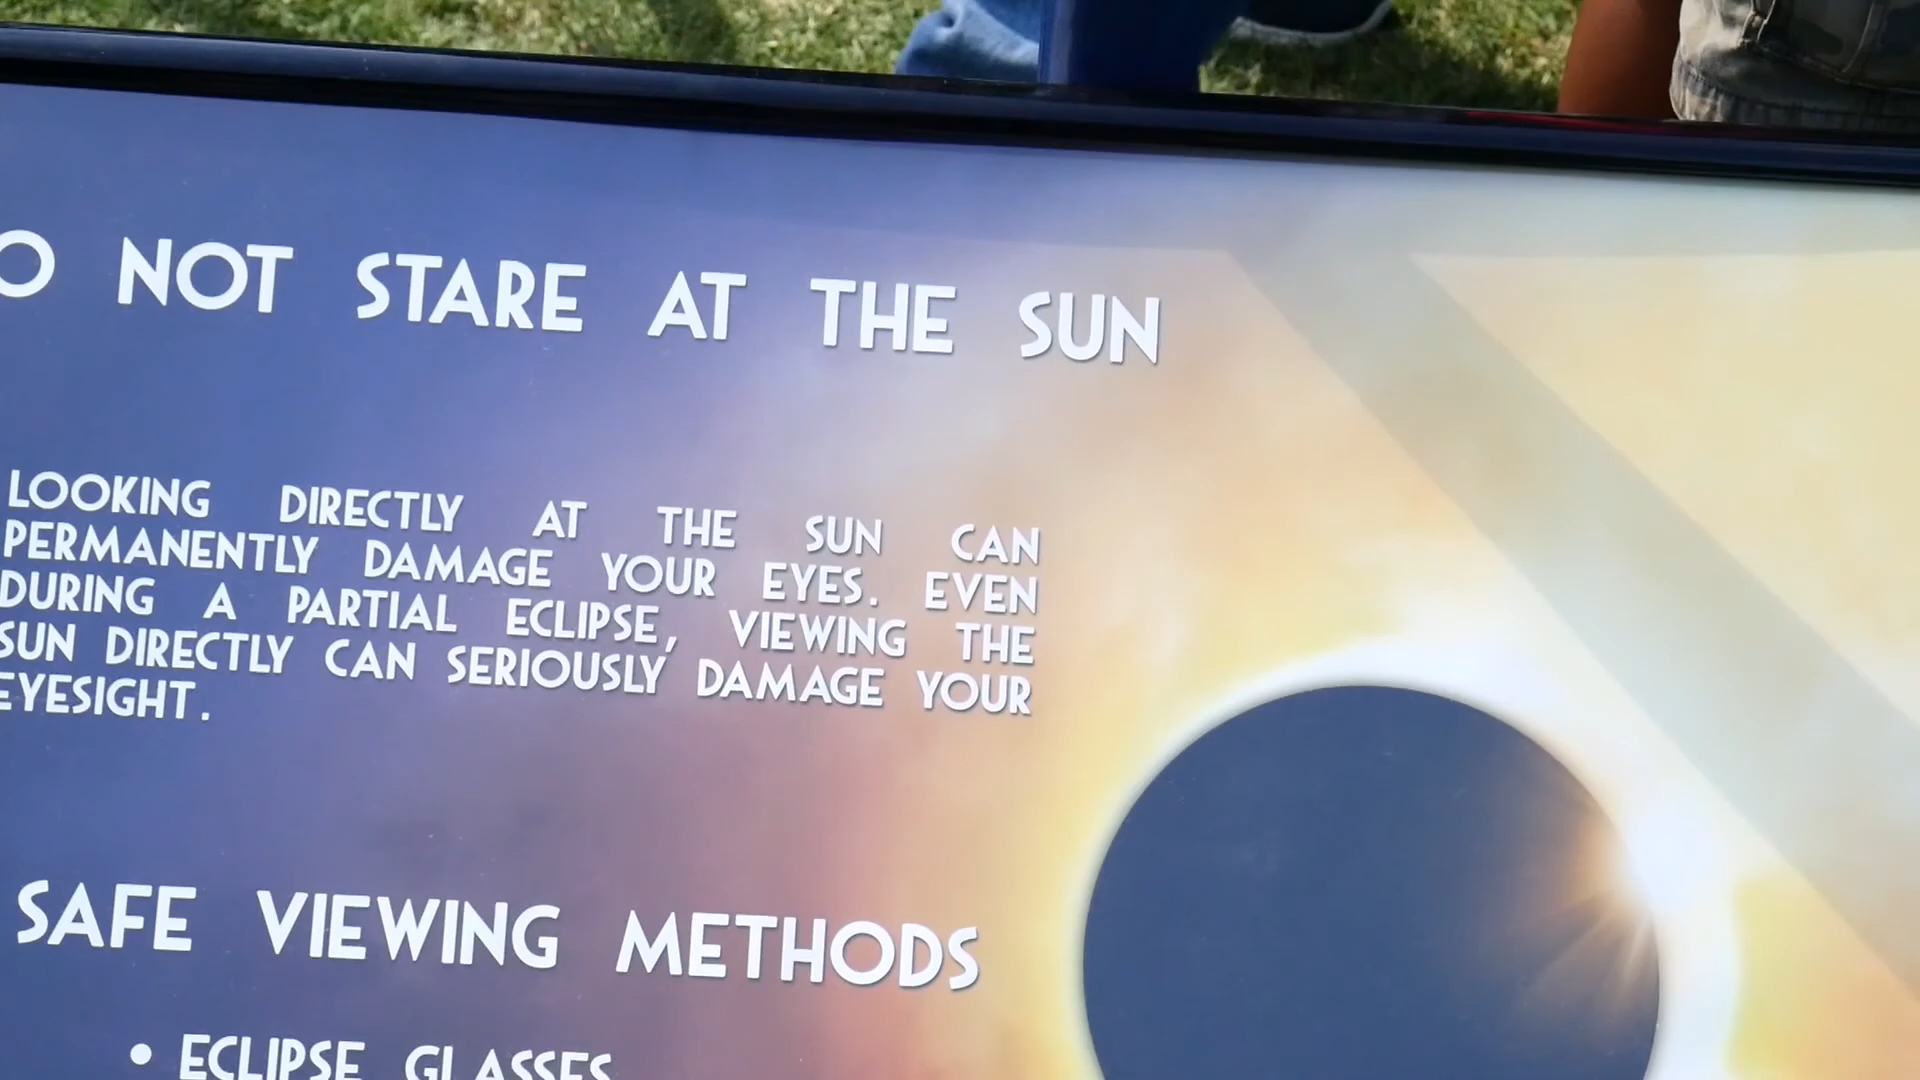 O NOT STARE AT THE SUN
LOOKING DIRECTLY AT THE SUN CAN
PERMANENTLY DAMAGE YOUR EYES. EVEN
DURING A PARTIAL ECLIPSE, VIEWING THE
SUN DIRECTLY CAN SERIOUSLY DAMAGE YOUR
EYESIGHT.
SAFE VIEWING METHODS
• ECLIPSE GLASSES